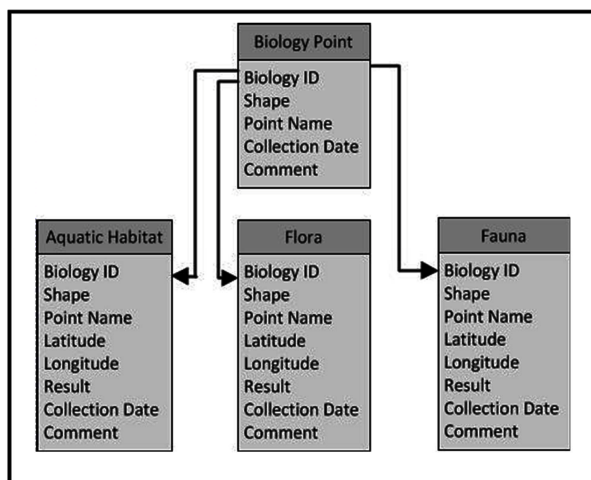 Biology Point
Biology ID
Shape
Point Name
Collection Date
Comment
Aquatic Habitat
Biology ID
Shape
Point Name
Latitude
Longitude
Result
Collection Date
Comment
Flora
Biology ID
Shape
Point Name
Latitude
Longitude
Result
Collection Date
Comment
Fauna
Biology ID
Shape
Point Name
Latitude
Longitude
Result
Collection Date
Comment